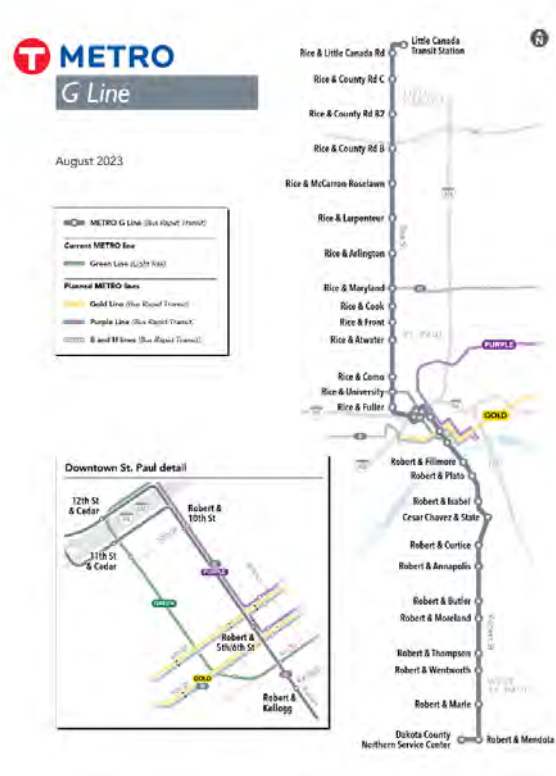 T METRO
G Line
August 2023
METRO G Line (Bus Rapid Transit)
Current METRO line
Green Line (Light Rail)
Planned METRO lines
Gold Line (Bus Rapid Transit)
Purple Line (Bus Rapid Transit)
Little Canada
Transit Station
N
Rice & Little Canada Rd
Rice & County Rd C
Rice & County Rd B2
Rice & County Rd B
Rice & McCarron Roselawn
Rice & Larpenteur
Rice & Arlington
Rice & Maryland
Rice & Cook
Rice & Front
Rice & Atwater
Rice & Como
Rice & University
Rice & Fuller
PURPLE
GOLD
Robert & Fillmore
Robert & Plato
Robert & Isabel
Cesar Chavez & State
Robert & Curtice
Robert & Annapolis
Robert & Butler
Robert & Moreland
Robert & Thompson
Robert & Wentworth
Robert & Marie
Dakota County
Northern Service Center
Robert & Mendota
Downtown St. Paul detail
12th St
& Cedar
Robert &
10th St
11th St
& Cedar
PURPLE
GREEN
Robert &
5th/6th St
GOLD
Robert &
Kellogg